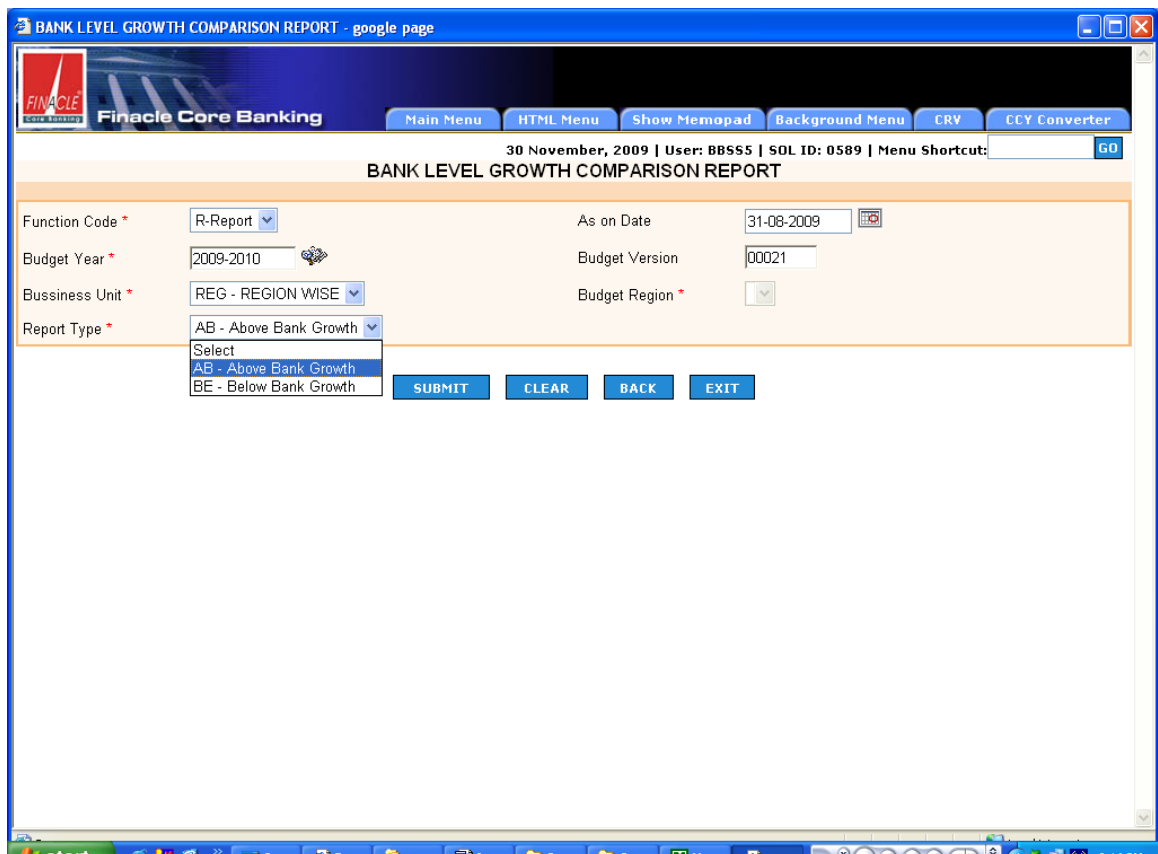 BANK LEVEL GROWTH COMPARISON REPORT - google page
FINACLE
Core Banking
Finacle Core Banking
Main Menu HTML Menu Show Memopad Background Menu CRV CCY Converter
30 November, 2009 | User: BBSS5 | SOL ID: 0589 | Menu Shortcut: GO
BANK LEVEL GROWTH COMPARISON REPORT
Function Code * R-Report As on Date 31-08-2009
Budget Year * 2009-2010 Budget Version 00021
Bussiness Unit * REG - REGION WISE Budget Region *
Report Type * AB - Above Bank Growth
Select
AB - Above Bank Growth
BE - Below Bank Growth
SUBMIT CLEAR BACK EXIT
start